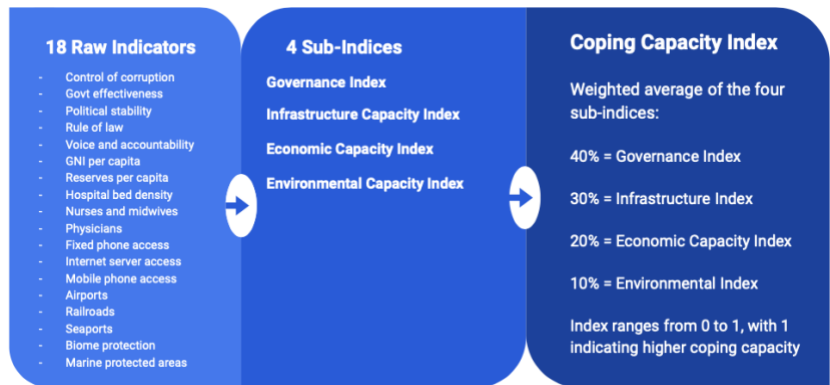 18 Raw Indicators
- Control of corruption
- Govt effectiveness
- Political stability
- Rule of law
- Voice and accountability
- GNI per capita
- Reserves per capita
- Hospital bed density
- Nurses and midwives
- Physicians
- Fixed phone access
- Internet server access
- Mobile phone access
- Airports
- Railroads
- Seaports
- Biome protection
- Marine protected areas
4 Sub-Indices
Governance Index
Infrastructure Capacity Index
Economic Capacity Index
Environmental Capacity Index
Coping Capacity Index
Weighted average of the four
sub-indices:
40% = Governance Index
30% = Infrastructure Index
20% = Economic Capacity Index
10% = Environmental Index
Index ranges from 0 to 1, with 1
indicating higher coping capacity